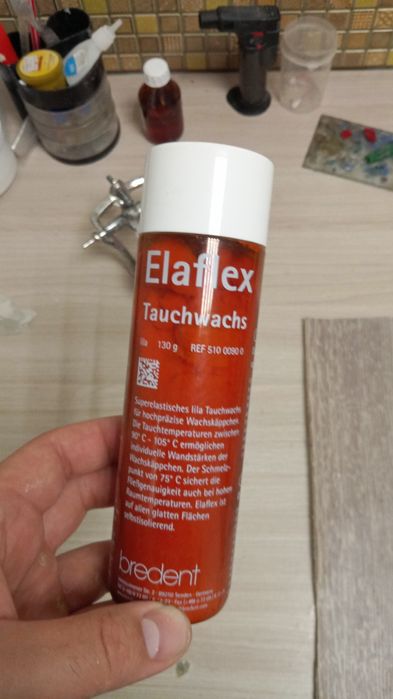 Elaflex
Tauchwachs
lila 130 g REF 510 0080 0
Superelastisches lila Tauchwachs
für hochpräzise Wachskäppchen.
Die Tauchtemperaturen zwischen
90° C - 105° C ermöglichen
individuelle Wandstärken der
Wachskäppchen. Der Schmelz-
punkt von 75° C sichert die
Fließgenauigkeit auch bei hohen
Raumtemperaturen. Elaflex ist
auf allen glatten Flächen
selbstisolierend.
bredent